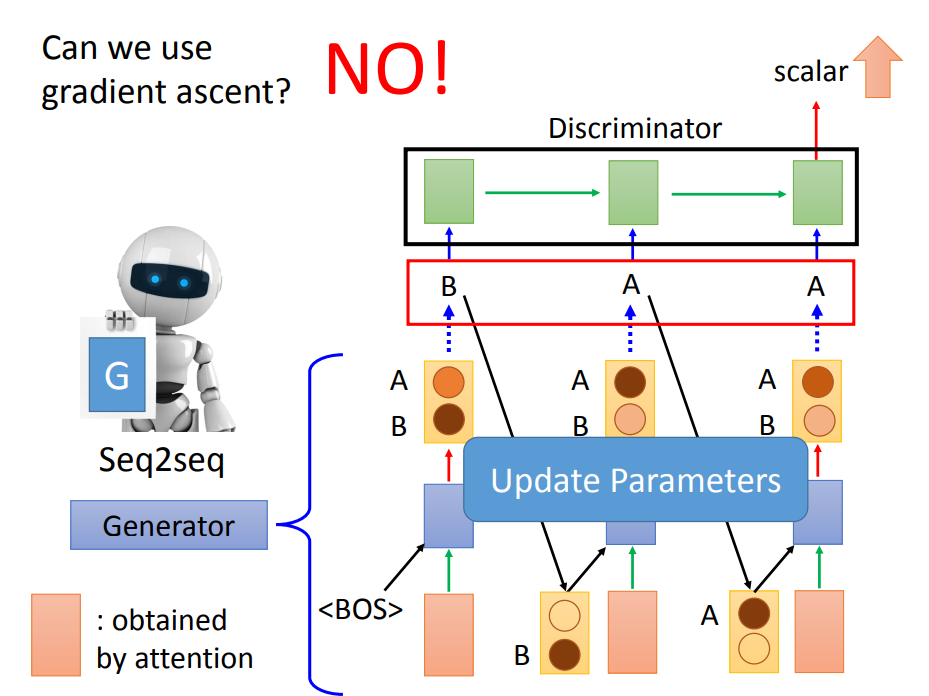 Can we use
gradient ascent?
NO!
scalar
Discriminator
B
A
A
G
A
B
A
B
A
B
Seq2seq
Update Parameters
Generator
<BOS>
: obtained
by attention
B
A